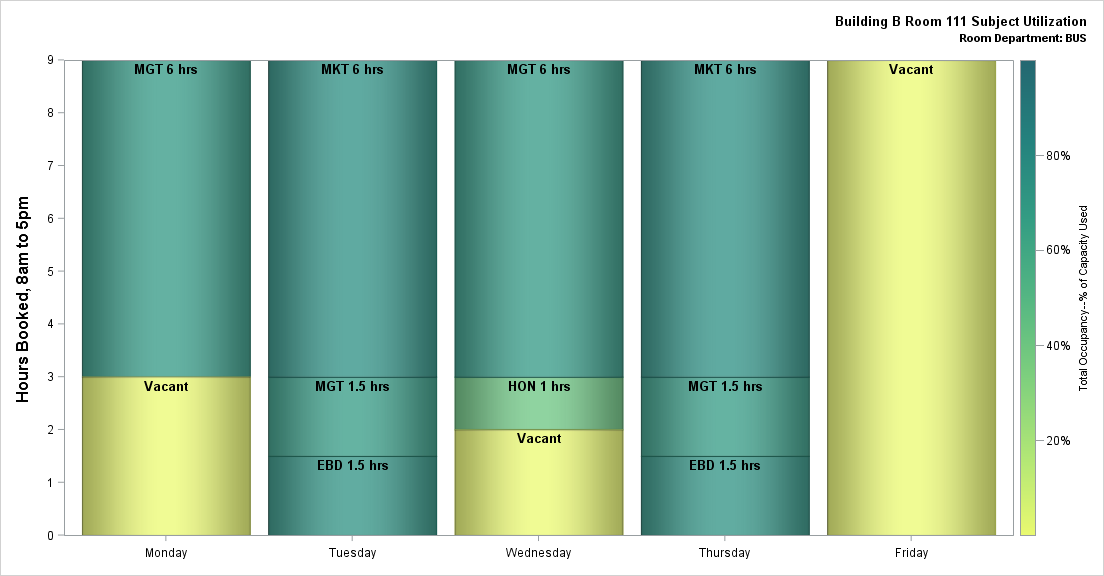 Building B Room 111 Subject Utilization
Room Department: BUS
Hours Booked, 8am to 5pm
9
8
7
6
5
4
3
2
1
0
MGT 6 hrs
Vacant
MKT 6 hrs
MGT 1.5 hrs
EBD 1.5 hrs
MGT 6 hrs
HON 1 hrs
Vacant
MKT 6 hrs
MGT 1.5 hrs
EBD 1.5 hrs
Vacant
Monday
Tuesday
Wednesday
Thursday
Friday
80%
60%
40%
20%
Total Occupancy--% of Capacity Used